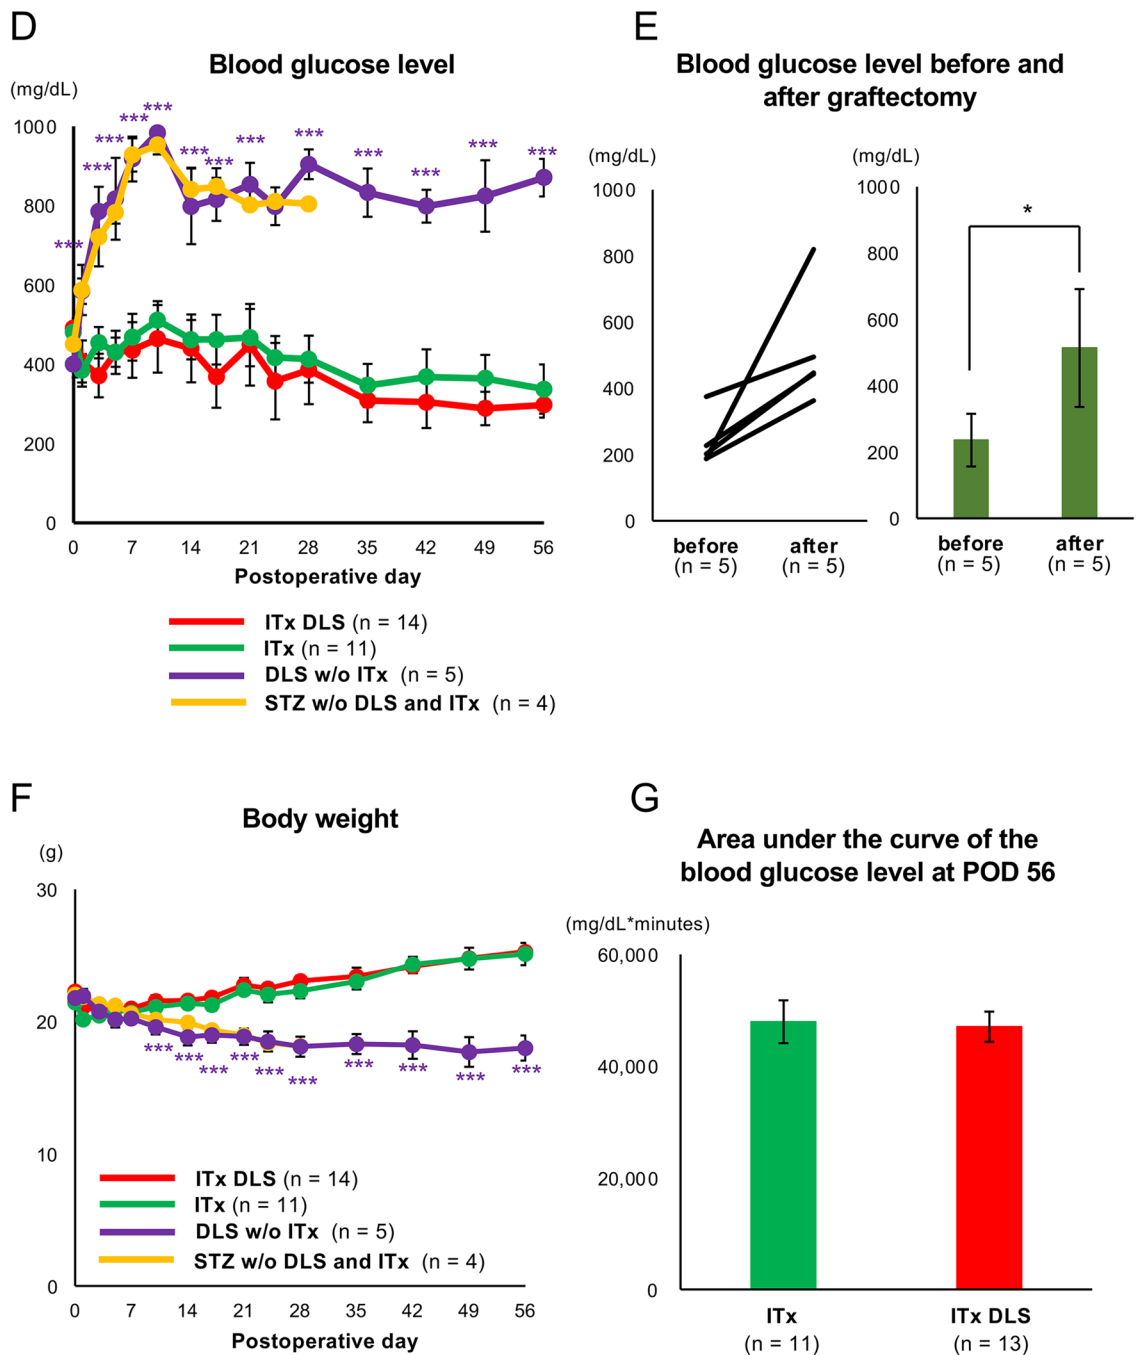 D
Blood glucose level
(mg/dL)
***
***
***
***
***
***
***
***
***
***
***
***
***
1000
800
600
400
200
0
0 7 14 21 28 35 42 49 56
Postoperative day
ITx DLS (n = 14)
ITx (n = 11)
DLS w/o ITx (n = 5)
STZ w/o DLS and ITx (n = 4)
E
Blood glucose level before and
after graftectomy
(mg/dL)
1000
800
600
400
200
0
before after
(n = 5) (n = 5)
(mg/dL)
1000
800
600
400
200
0
*
before after
(n = 5) (n = 5)
F
Body weight
(g)
30
20
10
0
***
***
***
***
***
***
***
***
***
***
ITx DLS (n = 14)
ITx (n = 11)
DLS w/o ITx (n = 5)
STZ w/o DLS and ITx (n = 4)
0 7 14 21 28 35 42 49 56
Postoperative day
G
Area under the curve of the
blood glucose level at POD 56
(mg/dL*minutes)
60,000
40,000
20,000
0
ITx ITx DLS
(n = 11) (n = 13)